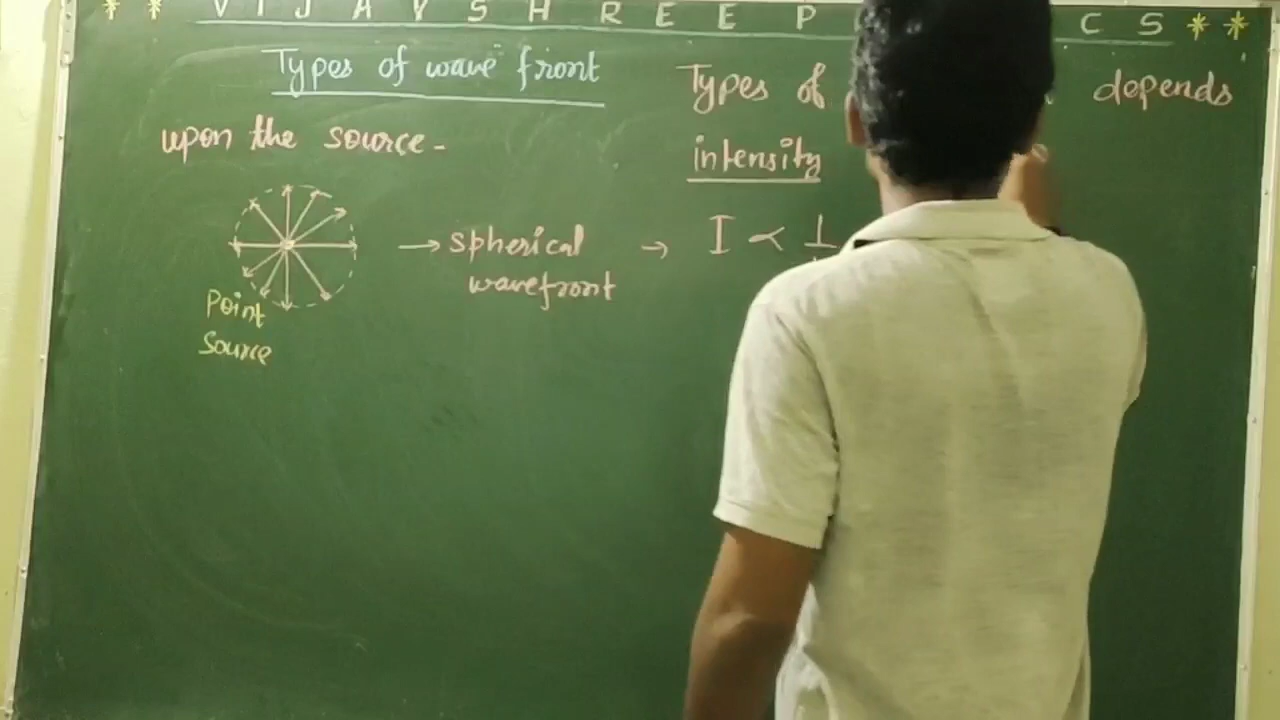 * * V I J A Y S H R E E P C S * *
Types of wave front
Types of depends
upon the source-
intensity
→ spherical → I ∝ 1
wavefront
Point
Source